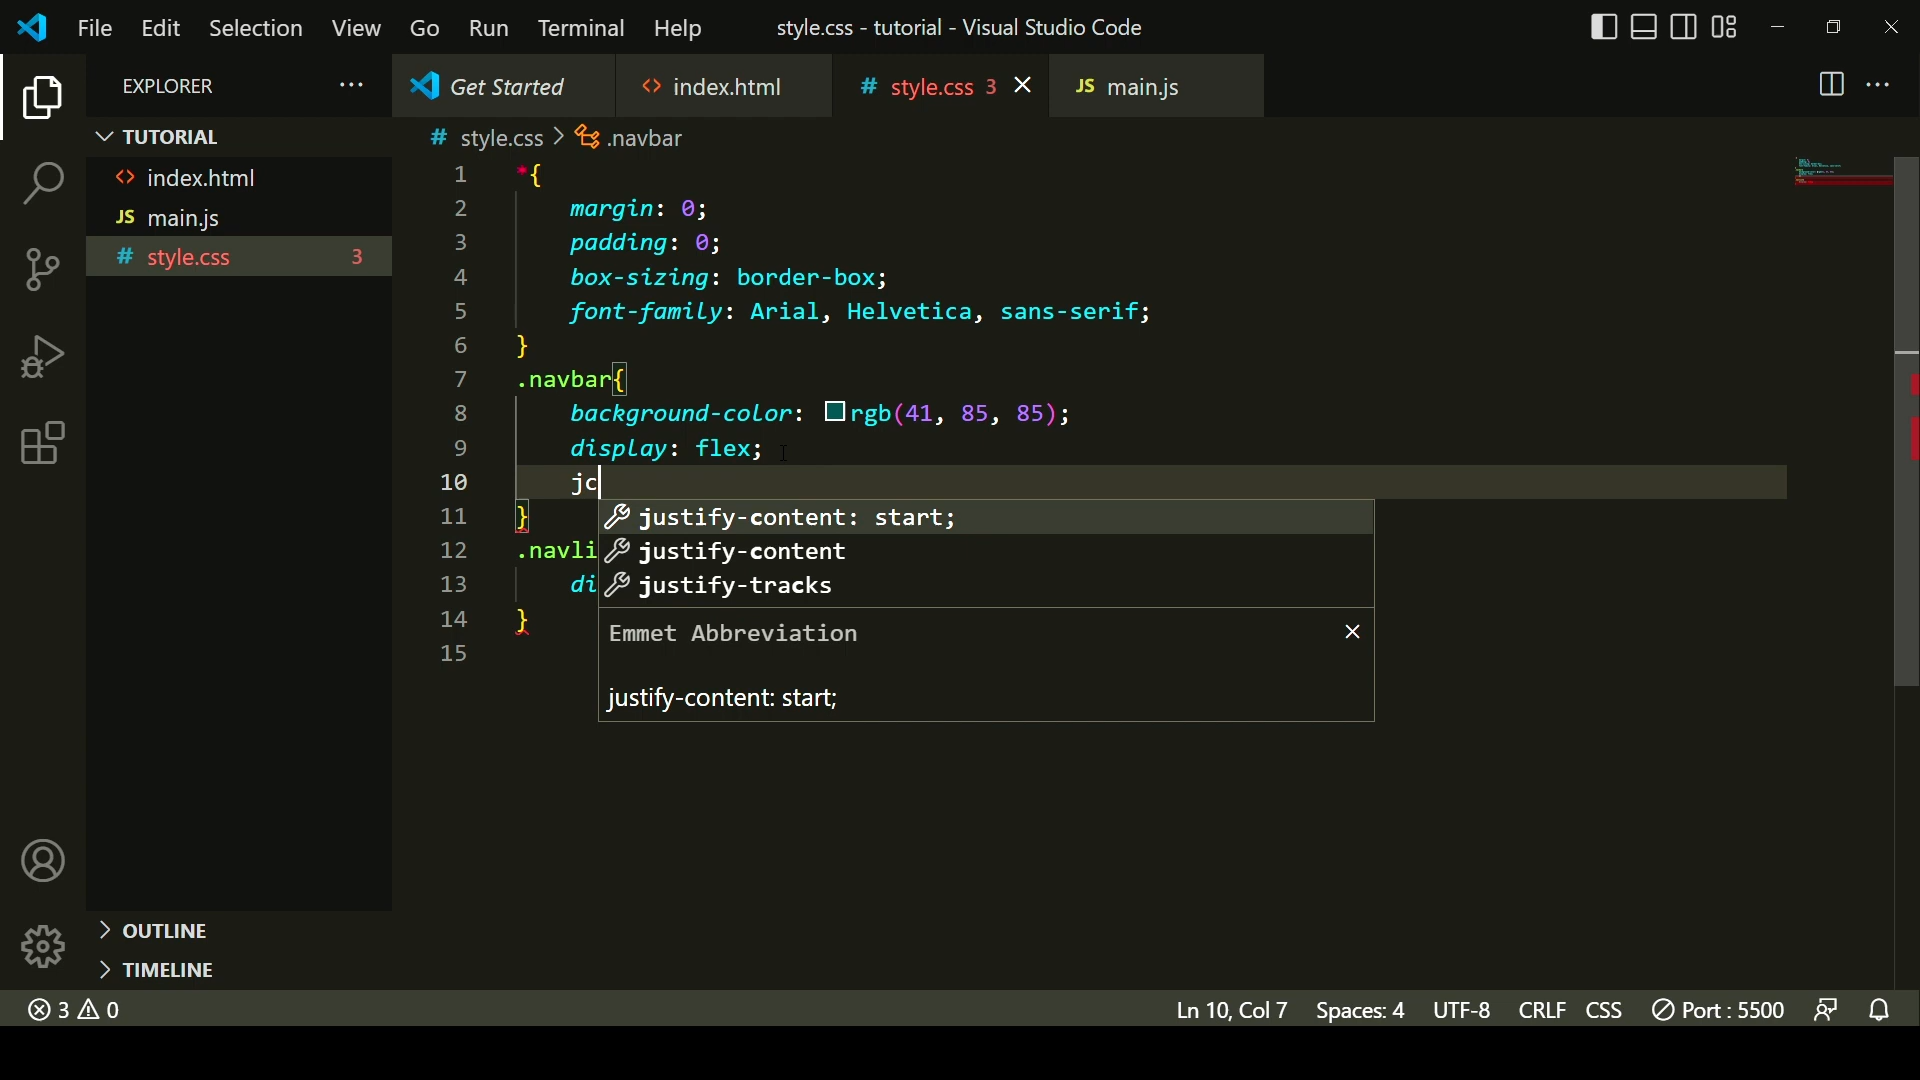 File Edit Selection View Go Run Terminal Help style.css - tutorial - Visual Studio Code
EXPLORER
Get Started
<> index.html
# style.css 3
JS main.js
TUTORIAL
<> index.html
JS main.js
# style.css 3
OUTLINE
TIMELINE
# style.css > .navbar
1 *{
2 margin: 0;
3 padding: 0;
4 box-sizing: border-box;
5 font-family: Arial, Helvetica, sans-serif;
6 }
7 .navbar{
8 background-color: rgb(41, 85, 85);
9 display: flex;
10 jc
11 }
12 .navli
13 di
14 }
15
justify-content: start;
justify-content
justify-tracks
Emmet Abbreviation
justify-content: start;
3 0
Ln 10, Col 7 Spaces: 4 UTF-8 CRLF CSS Port : 5500